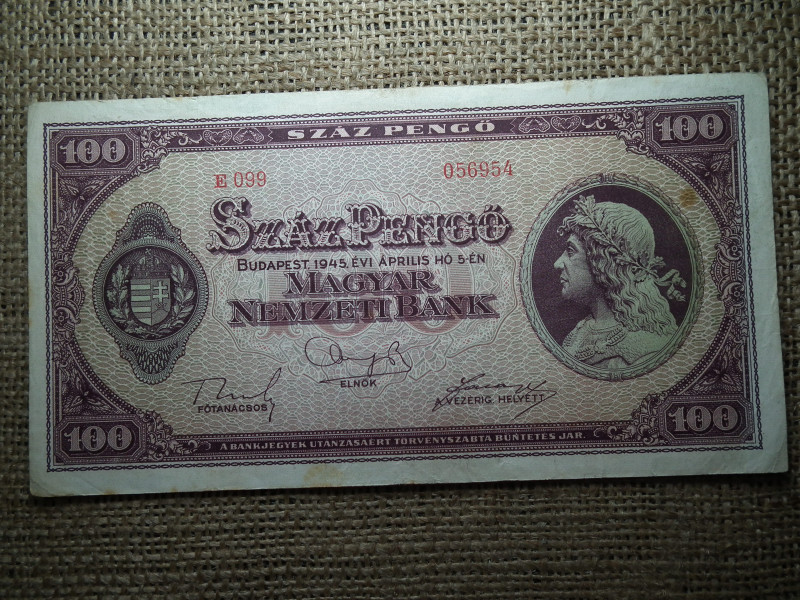 100 SZÁZ PENGŐ 100
E 099 056954
SZÁZ PENGŐ
BUDAPEST 1945. ÉVI ÁPRILIS HÓ 5-ÉN
MAGYAR
NEMZETI BANK
100
ELNÖK
FŐTANÁCSOS
A VEZÉRIG. HELYETT
100 100
A BANKJEGYEK UTÁNZÁSÁÉRT TÖRVÉNYSZABTA BÜNTETÉS JÁR.